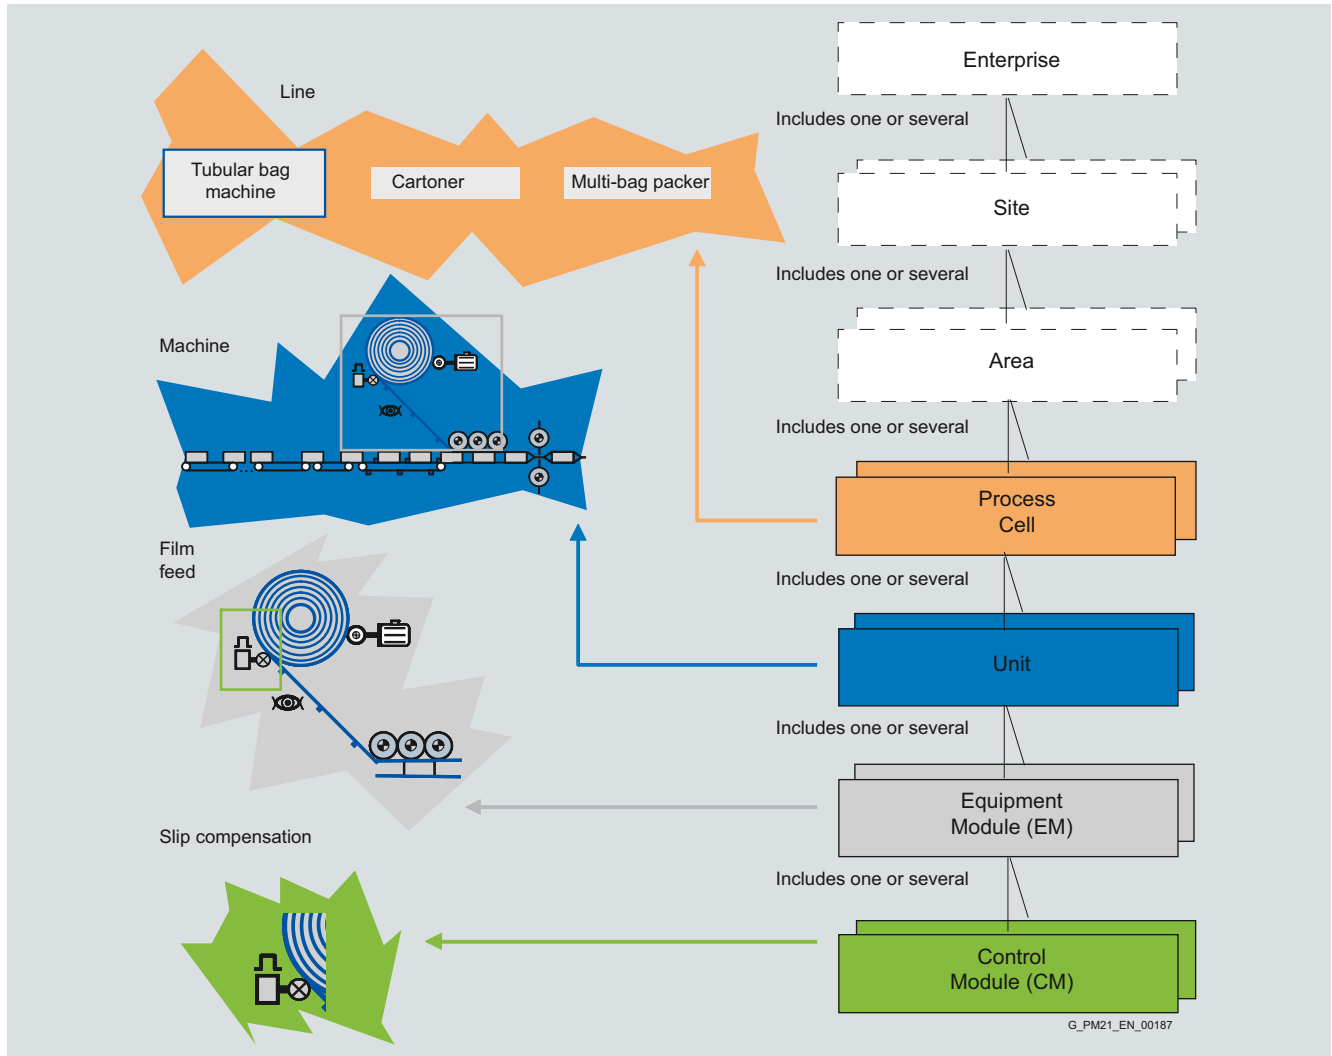 Line
Tubular bag
machine
Cartoner
Multi-bag packer
Machine
Film
feed
Slip compensation
Enterprise
Includes one or several
Site
Includes one or several
Area
Includes one or several
Process
Cell
Includes one or several
Unit
Includes one or several
Equipment
Module (EM)
Includes one or several
Control
Module (CM)
G_PM21_EN_00187